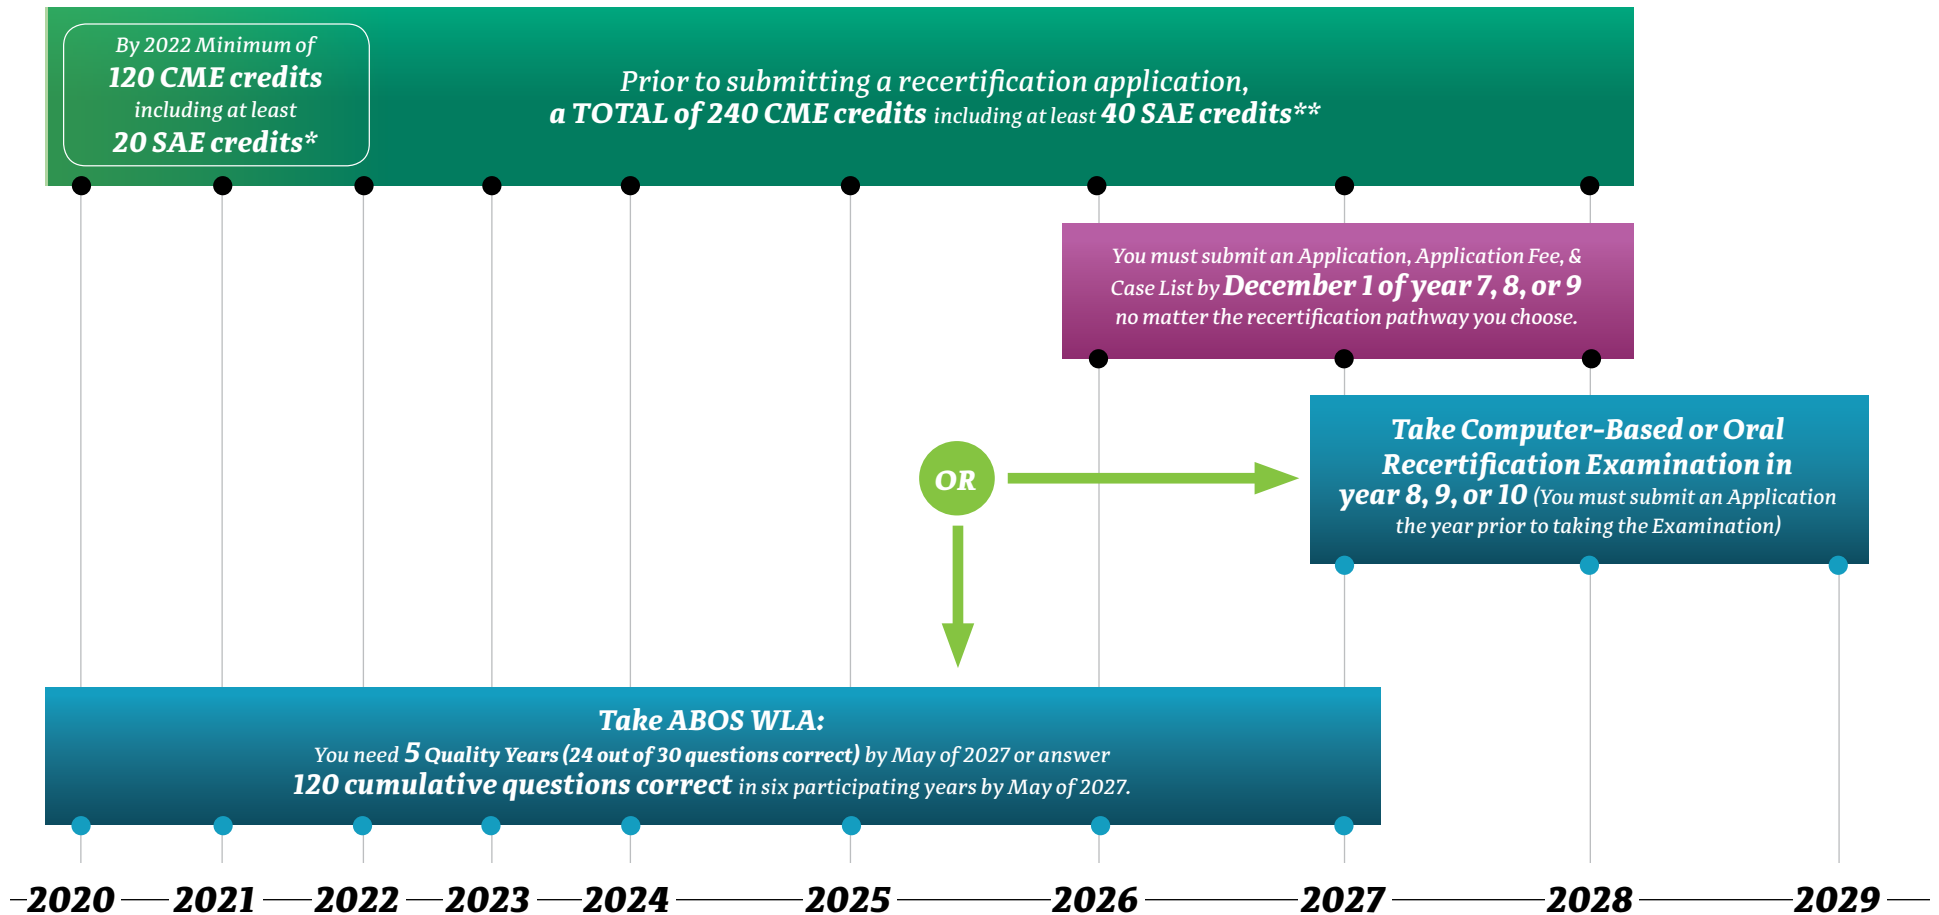 By 2022 Minimum of
120 CME credits
including at least
20 SAE credits*
Prior to submitting a recertification application,
a TOTAL of 240 CME credits including at least 40 SAE credits**
You must submit an Application, Application Fee, &
Case List by December 1 of year 7, 8, or 9
no matter the recertification pathway you choose.
Take Computer-Based or Oral
Recertification Examination in
year 8, 9, or 10 (You must submit an Application
the year prior to taking the Examination)
OR
Take ABOS WLA:
You need 5 Quality Years (24 out of 30 questions correct) by May of 2027 or answer
120 cumulative questions correct in six participating years by May of 2027.
2020 2021 2022 2023 2024 2025 2026 2027 2028 2029